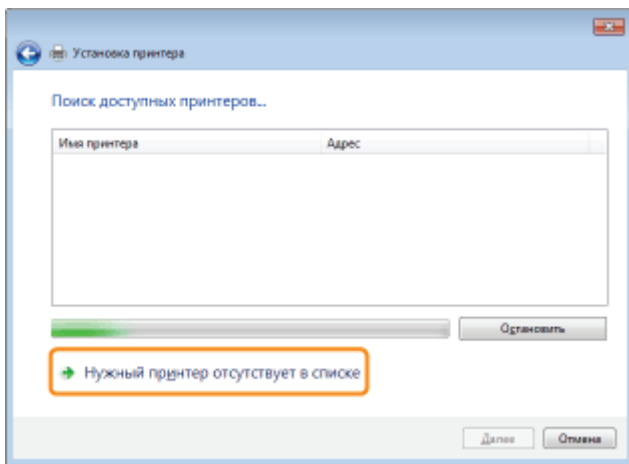 Установка принтера
Поиск доступных принтеров...
Имя принтера Адрес
Остановить
Нужный принтер отсутствует в списке
Далее Отмена